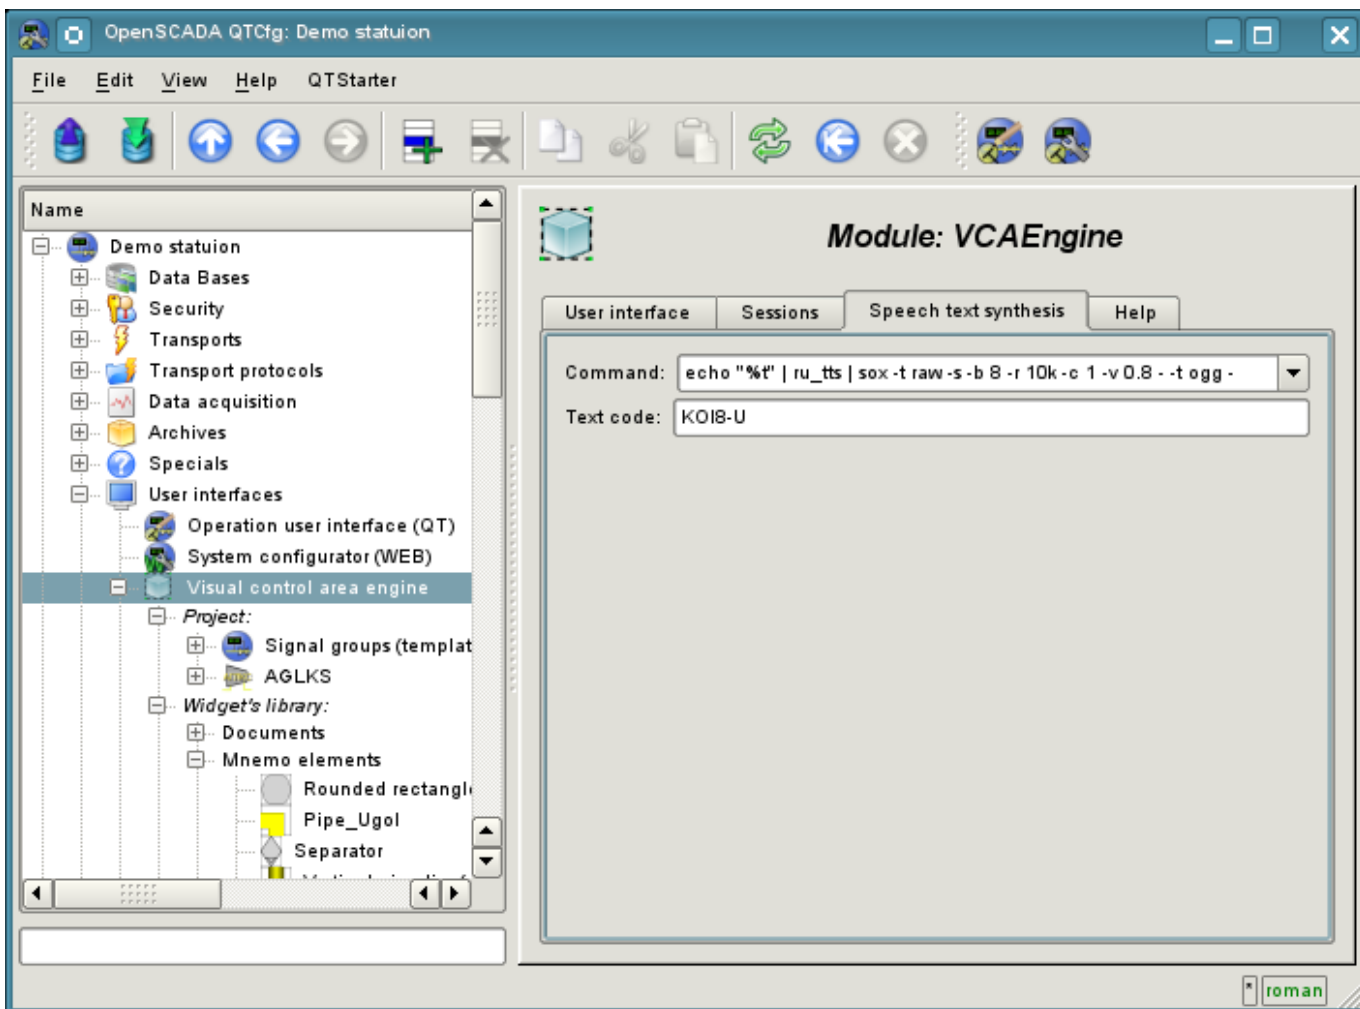 OpenSCADA QTCfg: Demo statuion
File Edit View Help QTStarter
Name
Demo statuion
Data Bases
Security
Transports
Transport protocols
Data acquisition
Archives
Specials
User interfaces
Operation user interface (QT)
System configurator (WEB)
Visual control area engine
Project:
Signal groups (templat
AGLKS
Widget's library:
Documents
Mnemo elements
Rounded rectangl
Pipe_Ugol
Separator
Module: VCAEngine
User interface Sessions Speech text synthesis Help
Command: echo "%t" | ru_tts | sox -t raw -s -b 8 -r 10k -c 1 -v 0.8 - -t ogg -
Text code: KOI8-U
* roman